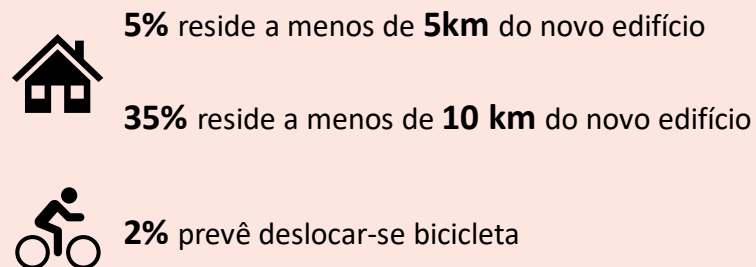 5% reside a menos de 5km do novo edifício
35% reside a menos de 10 km do novo edifício
2% prevê deslocar-se bicicleta